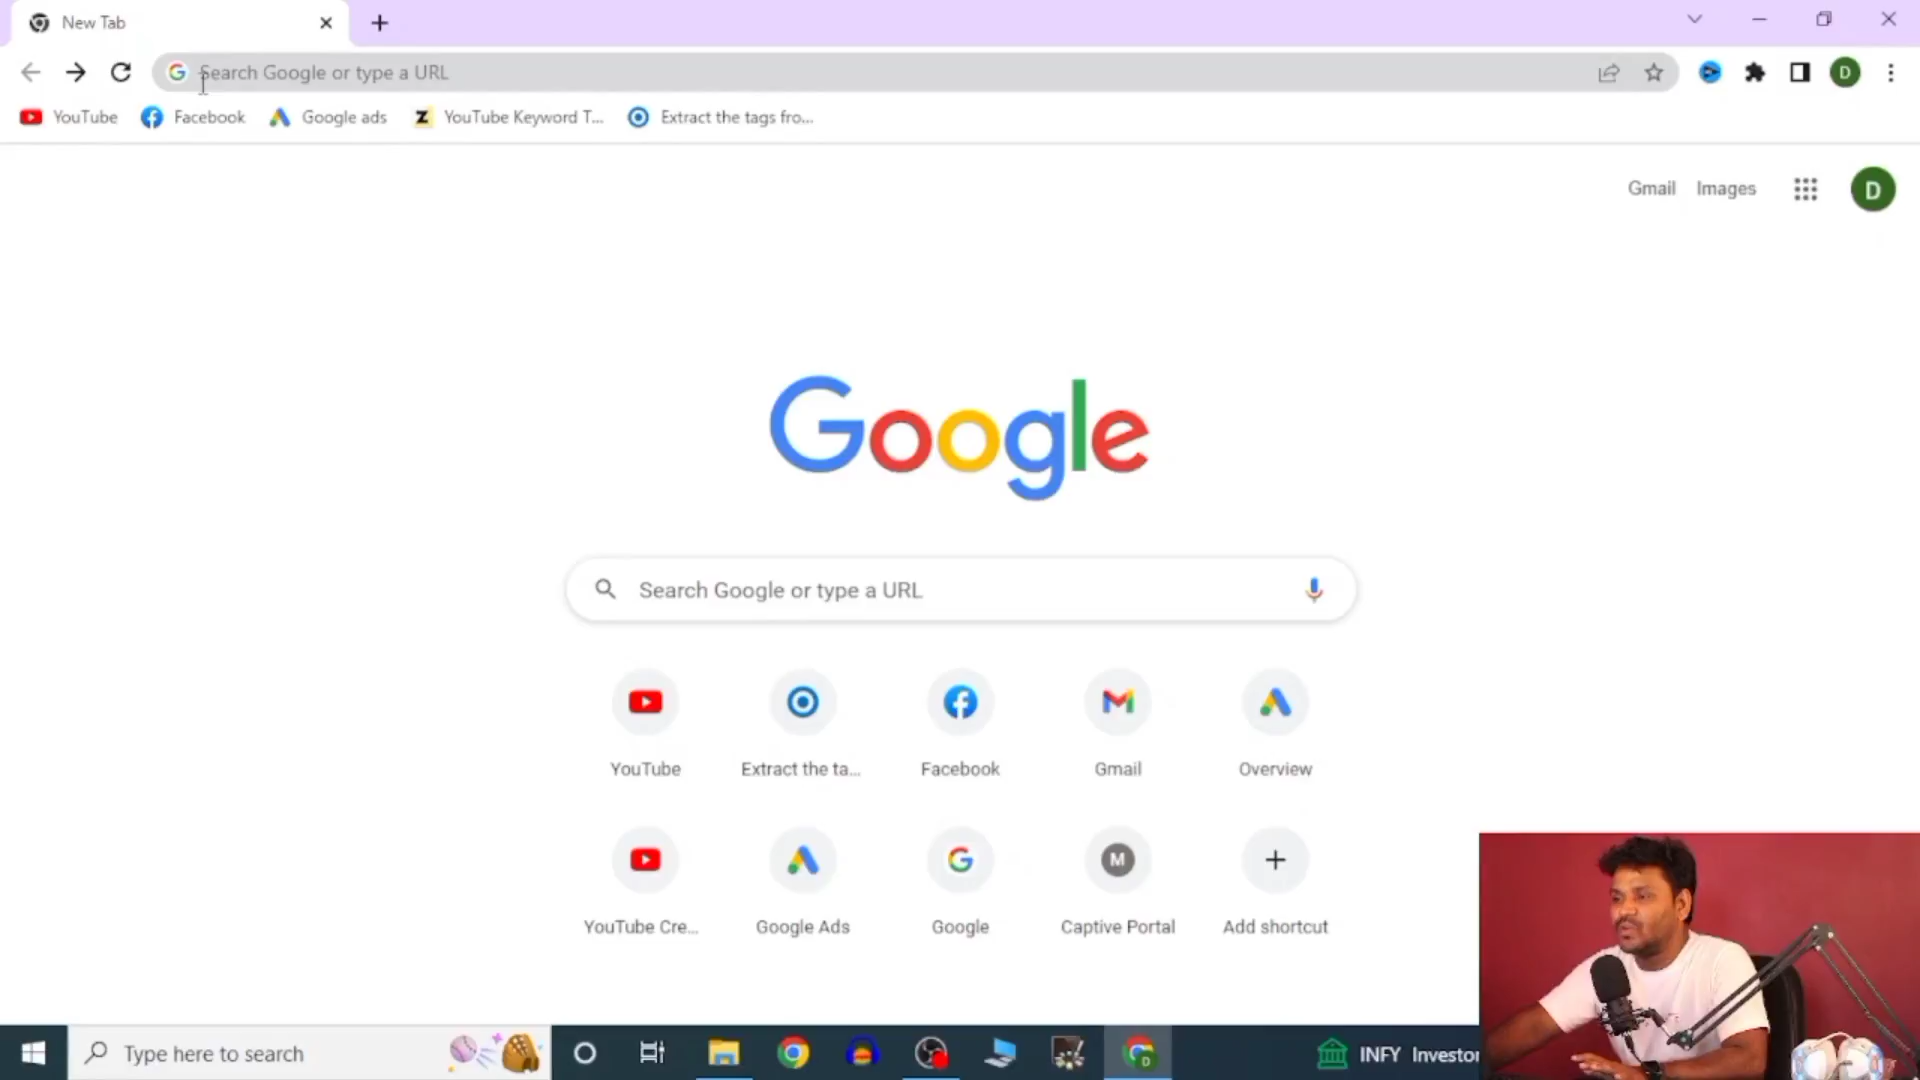 New Tab
Search Google or type a URL
D
YouTube
Facebook
Google ads
Z
YouTube Keyword T...
Extract the tags fro...
Gmail
Images
D
Google
Search Google or type a URL
YouTube
Extract the ta...
Facebook
Gmail
Overview
M
YouTube Cre...
Google Ads
Google
Captive Portal
Add shortcut
Type here to search
D
INFY Investor